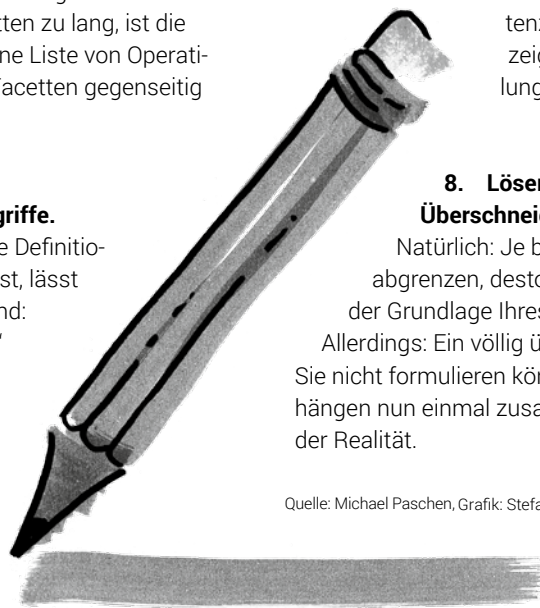 tten zu lang, ist die
ne Liste von Operati-
facetten gegenseitig
griffe.
e Definitio-
st, lässt
nd:
tenz
zeig
lung
8. Löser
Überschneid
Natürlich: Je b
abgrenzen, desto
der Grundlage Ihres
Allerdings: Ein völlig ü
Sie nicht formulieren kön
hängen nun einmal zusa
der Realität.
Quelle: Michael Paschen, Grafik: Stefa